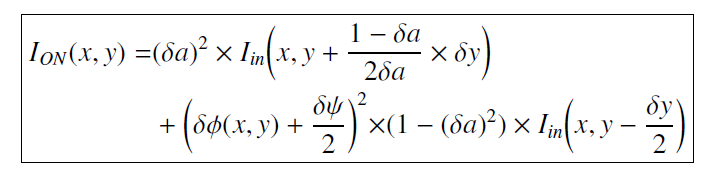 I_{ON}(x, y) =(δa)^2 × I_{in}(x, y + \frac{1 − δa}{2δa} × δy)
+ (δϕ(x, y) + \frac{δψ}{2})^2 ×(1 − (δa)^2) × I_{in}(x, y − \frac{δy}{2})